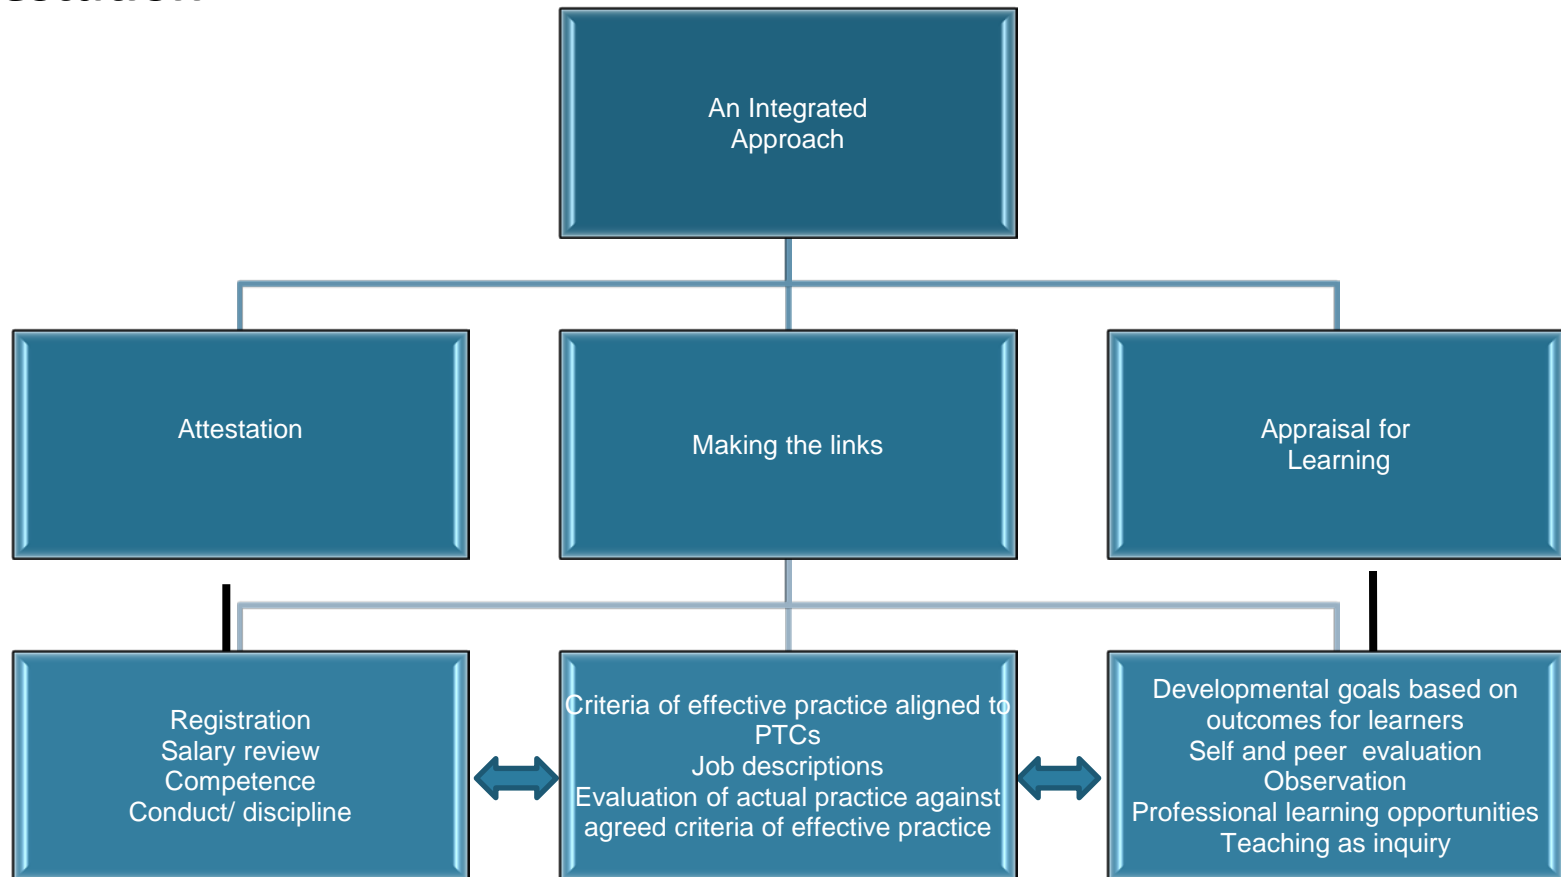 An Integrated
Approach
Attestation
Making the links
Appraisal for
Learning
Registration
Salary review
Competence
Conduct/ discipline
Criteria of effective practice aligned to
PTCs
Job descriptions
Evaluation of actual practice against
agreed criteria of effective practice
Developmental goals based on
outcomes for learners
Self and peer  evaluation
Observation
Professional learning opportunities
Teaching as inquiry